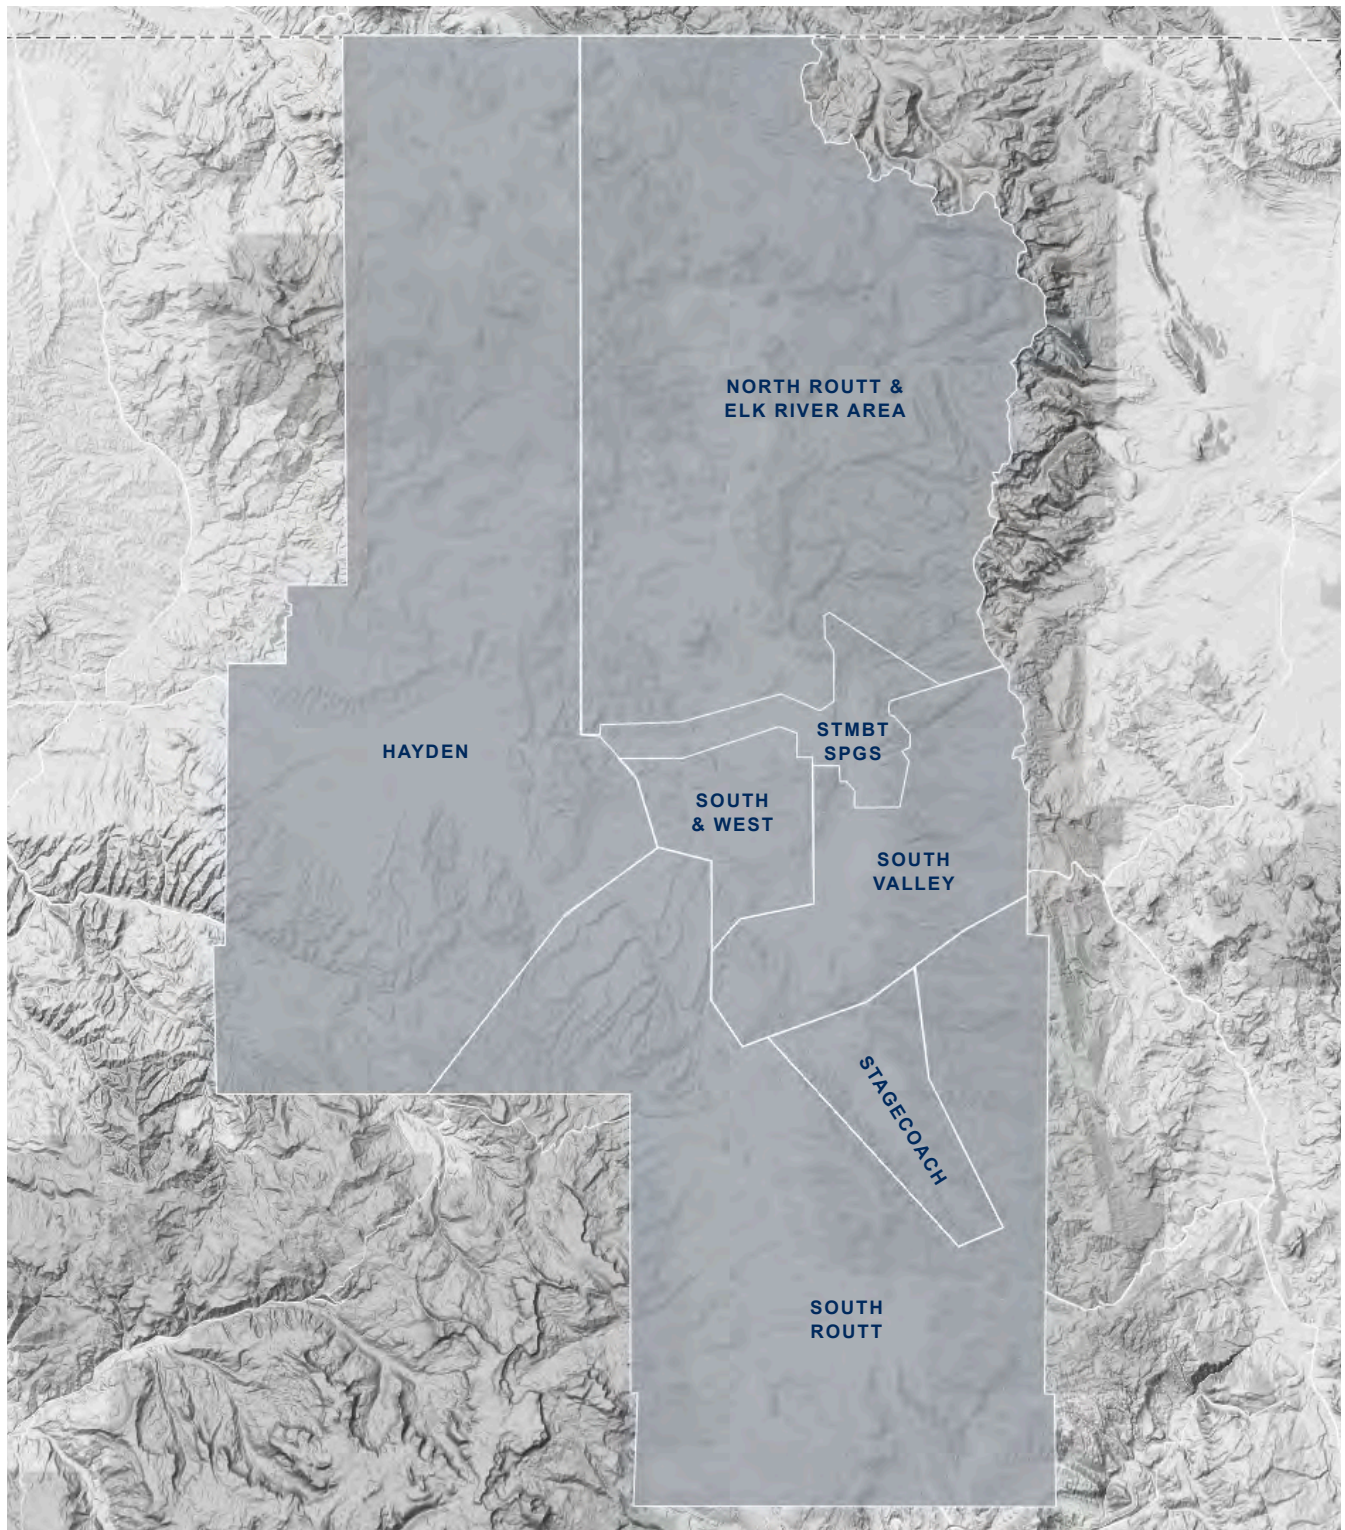 NORTH ROUTT &
ELK RIVER AREA
STMBT
SPGS
HAYDEN
SOUTH
& WEST
SOUTH
VALLEY
STAGECOACH
SOUTH
ROUTT